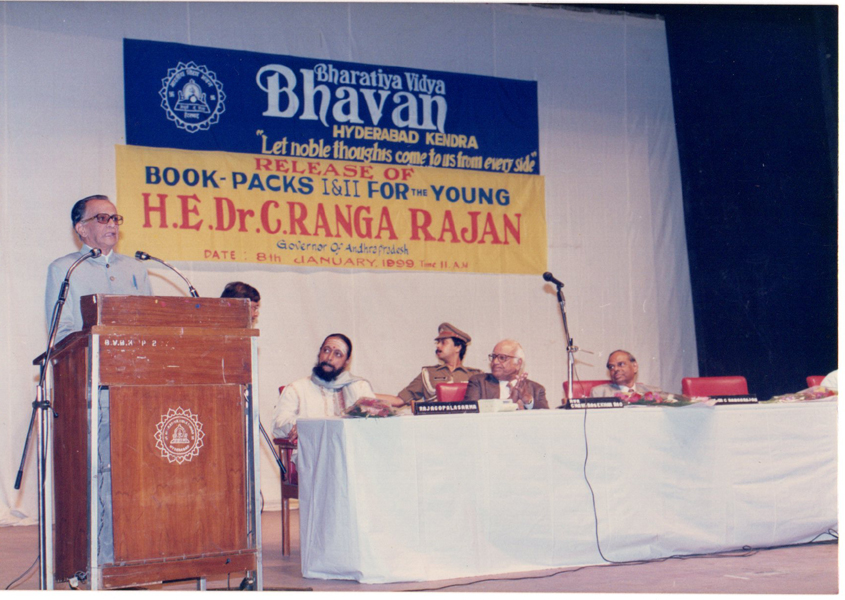 Bharatiya Vidya
Bhavan
HYDERABAD KENDRA
"Let noble thoughts come to us from every side"
RELEASE OF
BOOK-PACKS I&II FOR THE YOUNG
H.E.Dr.C.RANGA RAJAN
Governor Of Andhra Pradesh
DATE: 8th JANUARY, 1999. Time 11. A.M
RAJAGOPALASARMA